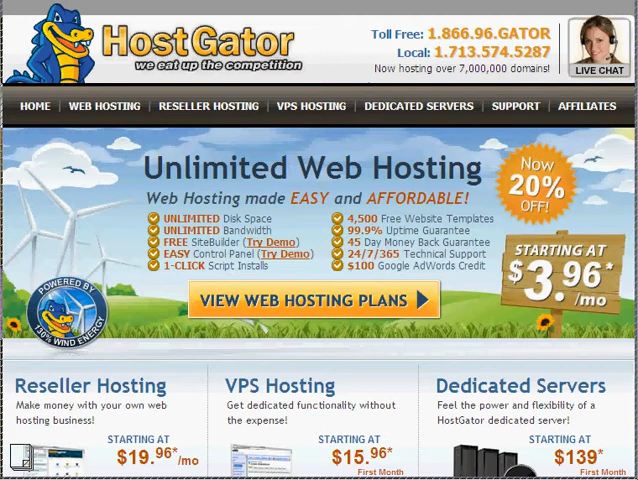 HostGator
we eat up the competition
Toll Free: 1.866.96.GATOR
Local: 1.713.574.5287
Now hosting over 7,000,000 domains!
LIVE CHAT
HOME | WEB HOSTING | RESELLER HOSTING | VPS HOSTING | DEDICATED SERVERS | SUPPORT | AFFILIATES
Unlimited Web Hosting
Web Hosting made EASY and AFFORDABLE!
Now
20%
OFF!
UNLIMITED Disk Space
UNLIMITED Bandwidth
FREE SiteBuilder (Try Demo)
EASY Control Panel (Try Demo)
1-CLICK Script Installs
4,500 Free Website Templates
99.9% Uptime Guarantee
45 Day Money Back Guarantee
24/7/365 Technical Support
$100 Google AdWords Credit
STARTING AT
$3.96*
/mo
VIEW WEB HOSTING PLANS
POWERED BY
130% WIND ENERGY
Reseller Hosting
Make money with your own web
hosting business!
STARTING AT
$19.96*/mo
VPS Hosting
Get dedicated functionality without
the expense!
STARTING AT
$15.96*
First Month
Dedicated Servers
Feel the power and flexibility of a
HostGator dedicated server!
STARTING AT
$139*
First Month